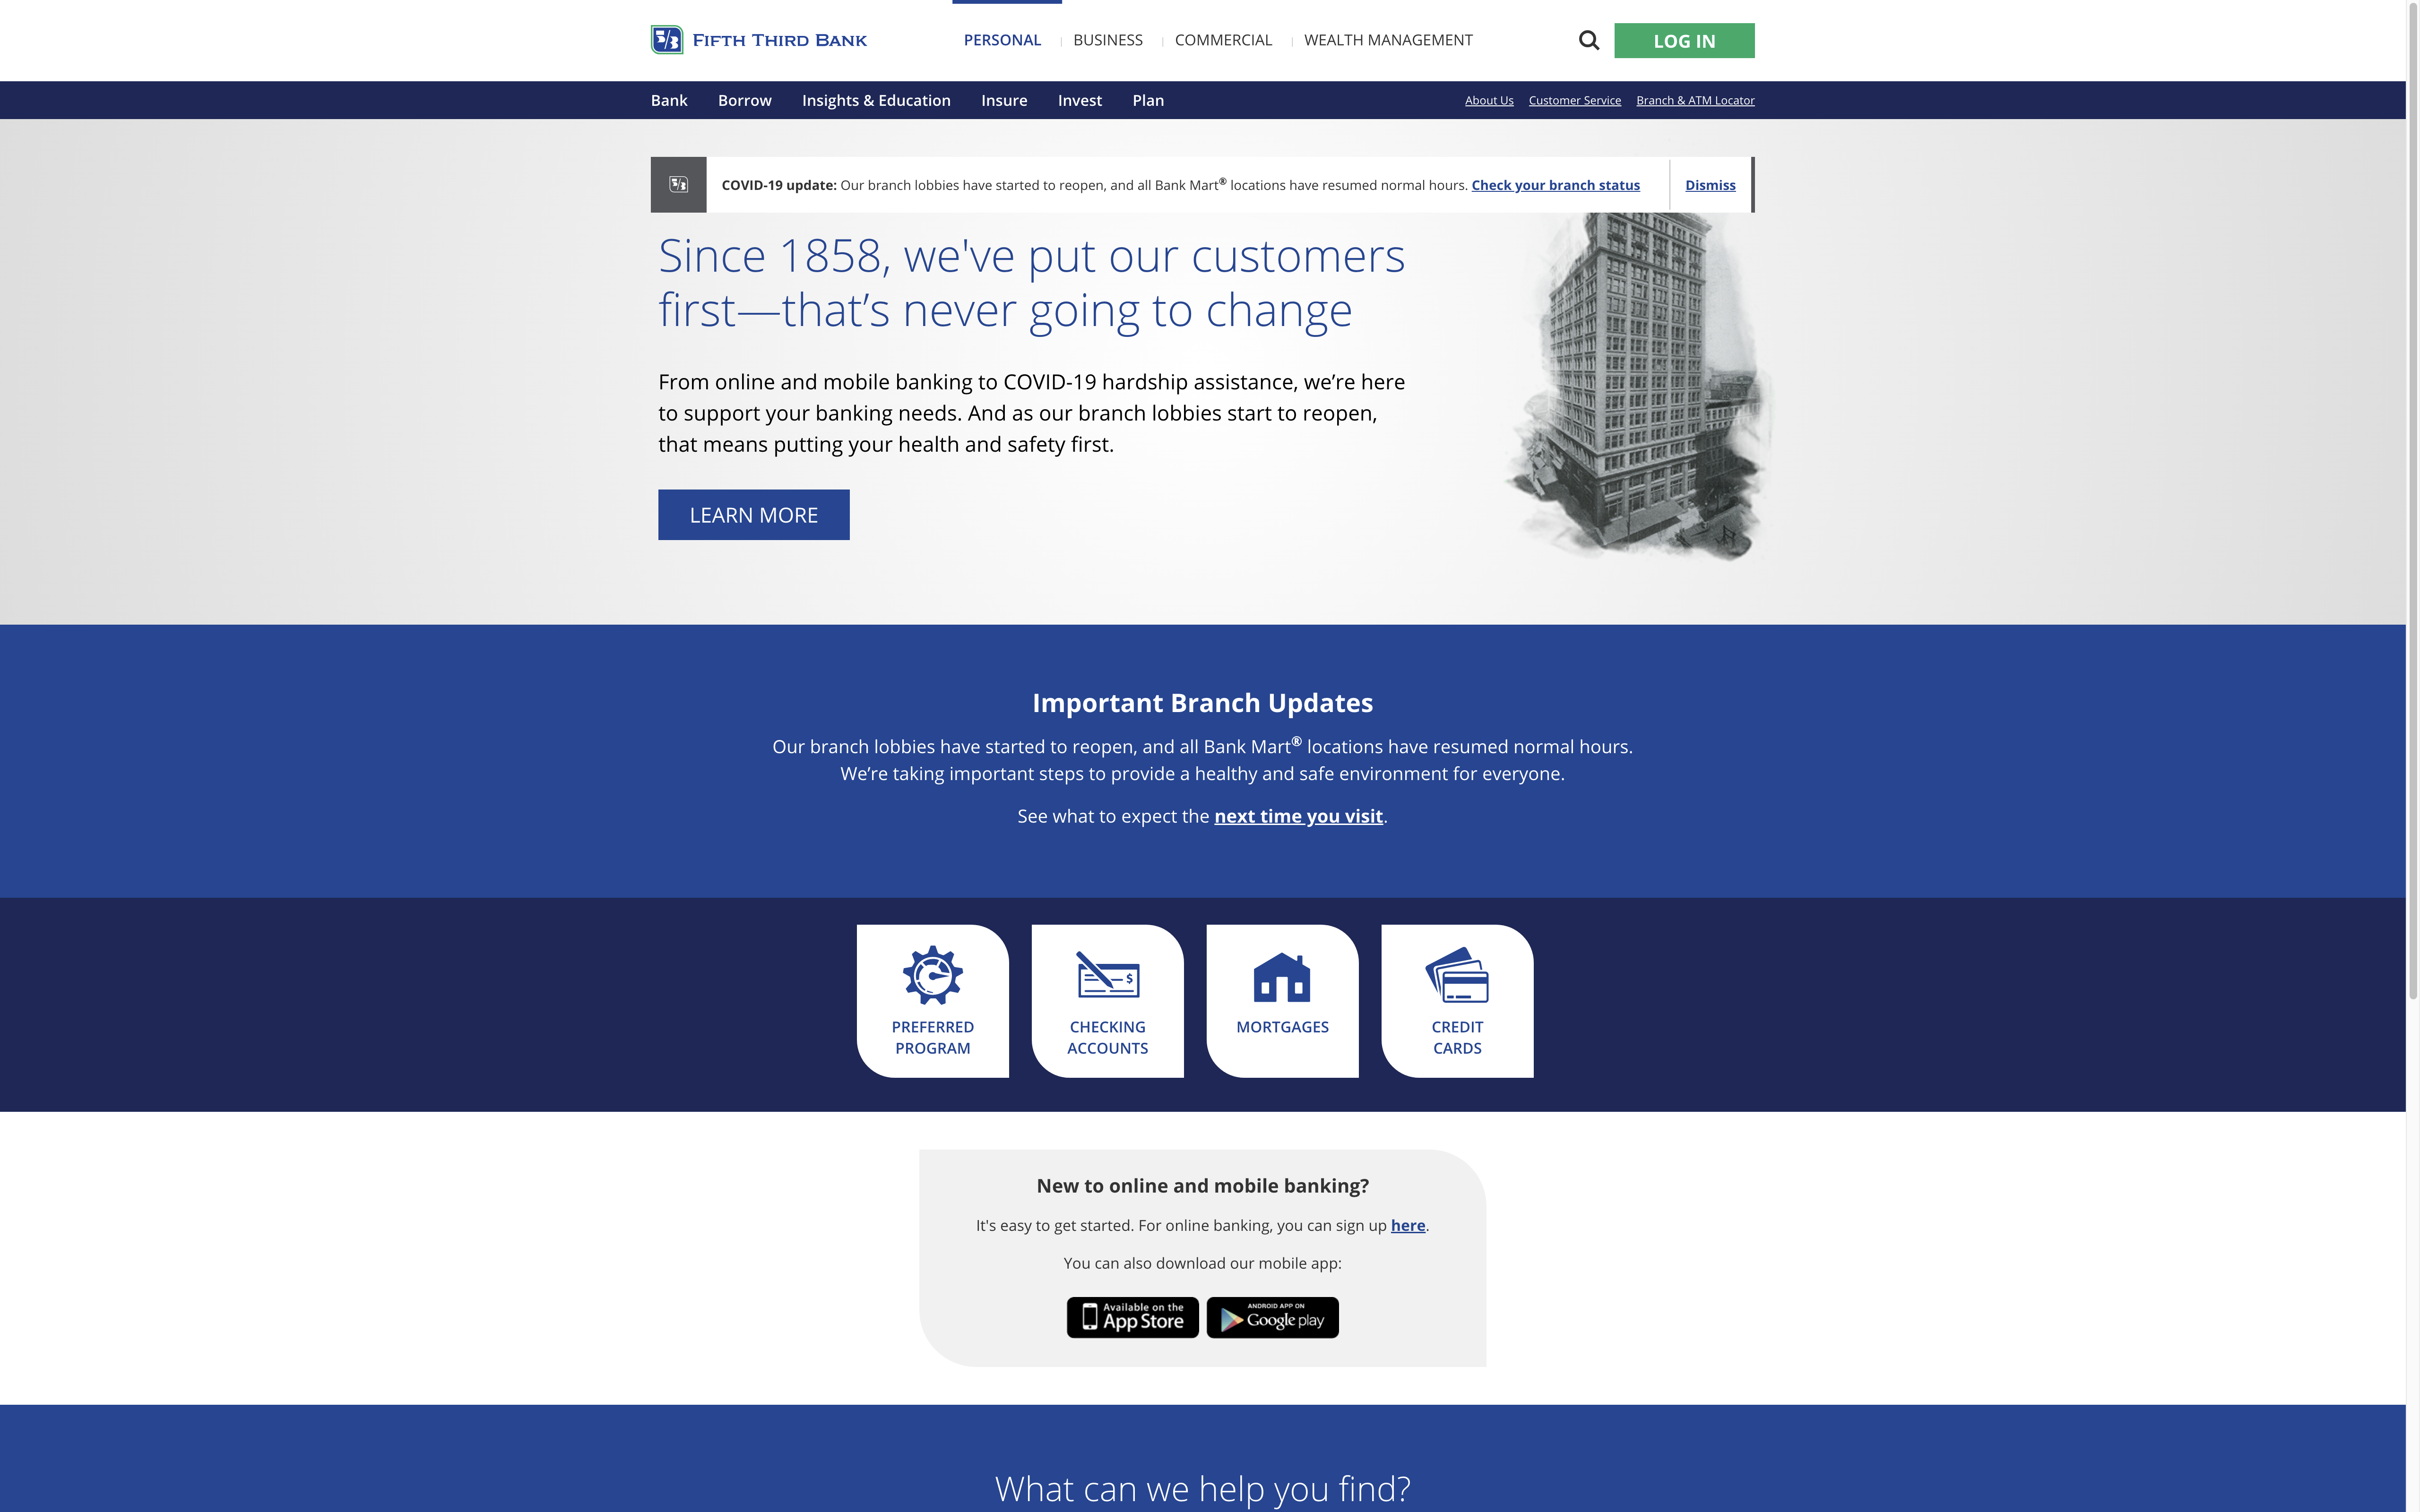 FIFTH THIRD BANK
PERSONAL
BUSINESS
COMMERCIAL
WEALTH MANAGEMENT
LOG IN
Bank
Borrow
Insights & Education
Insure
Invest
Plan
About Us
Customer Service
Branch & ATM Locator
COVID-19 update: Our branch lobbies have started to reopen, and all Bank Mart® locations have resumed normal hours. Check your branch status
Dismiss
Since 1858, we've put our customers
first—that’s never going to change
From online and mobile banking to COVID-19 hardship assistance, we’re here
to support your banking needs. And as our branch lobbies start to reopen,
that means putting your health and safety first.
LEARN MORE
Important Branch Updates
Our branch lobbies have started to reopen, and all Bank Mart® locations have resumed normal hours.
We’re taking important steps to provide a healthy and safe environment for everyone.
See what to expect the next time you visit.
PREFERRED
PROGRAM
CHECKING
ACCOUNTS
MORTGAGES
CREDIT
CARDS
New to online and mobile banking?
It's easy to get started. For online banking, you can sign up here.
You can also download our mobile app:
Available on the
App Store
ANDROID APP ON
Google play
What can we help you find?